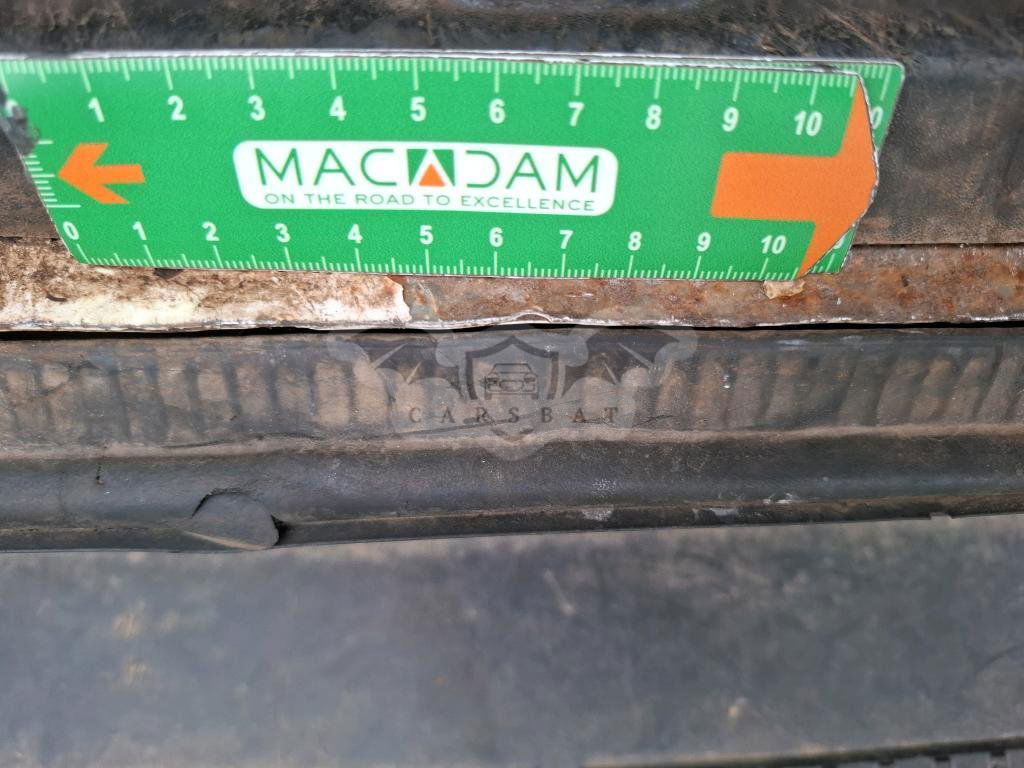 1 2 3 4 5 6 7 8 9 10
MACADAM
ON THE ROAD TO EXCELLENCE
0 1 2 3 4 5 6 7 8 9 10
CARSBAT